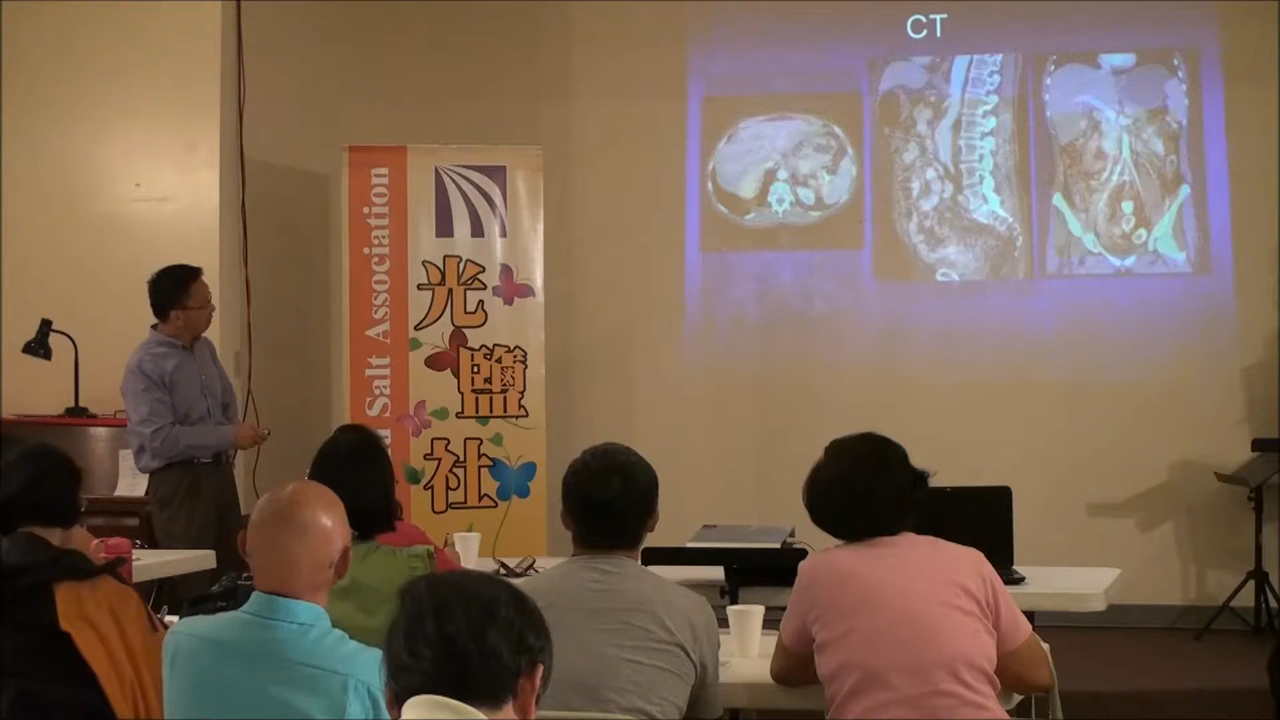 CT
Salt Association
光
鹽
社